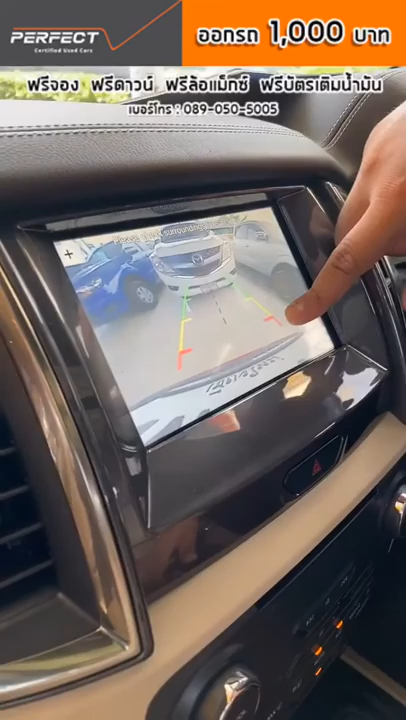 PERFECT
Certified Used Cars
ออกรถ 1,000 บาท
ฟรีจอง ฟรีดาวน์ ฟรีล้อแม็กซ์ ฟรีบัตรเติมน้ำมัน
เบอร์โทร : 089-050-5005
surrounding